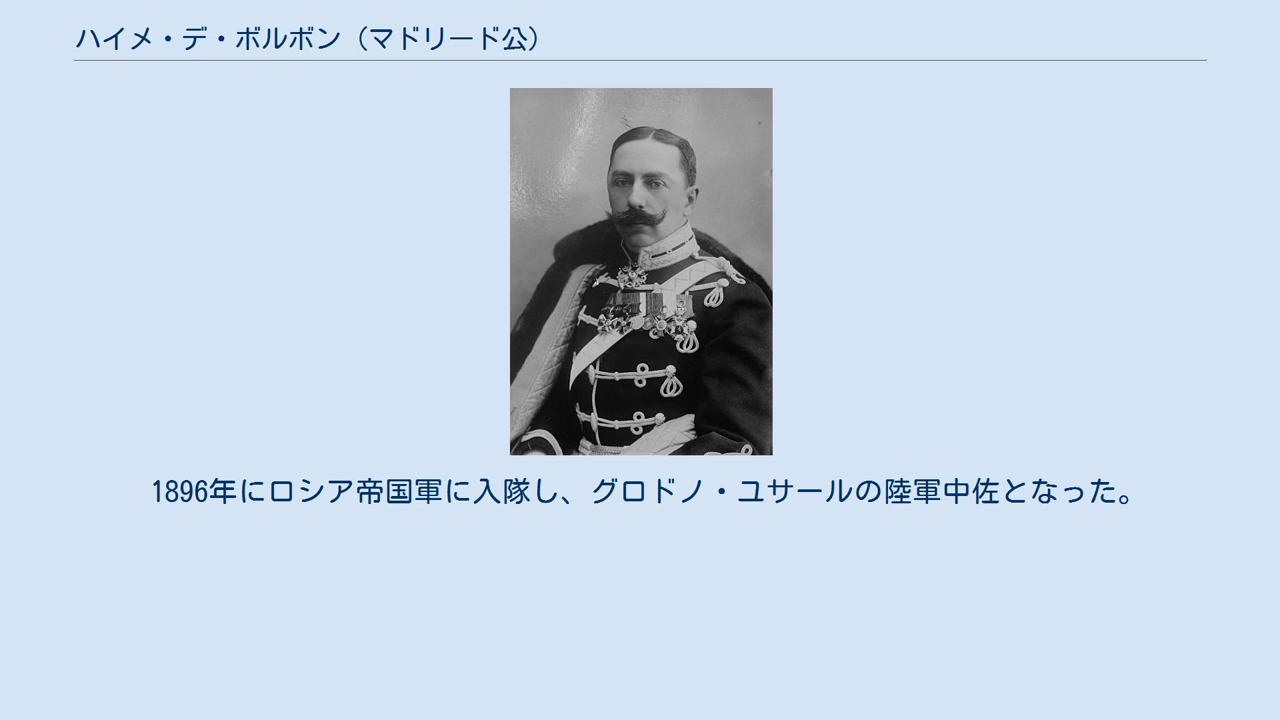 ハイメ・デ・ボルボン（マドリード公）
1896年にロシア帝国軍に入隊し、グロドノ・ユサールの陸軍中佐となった。